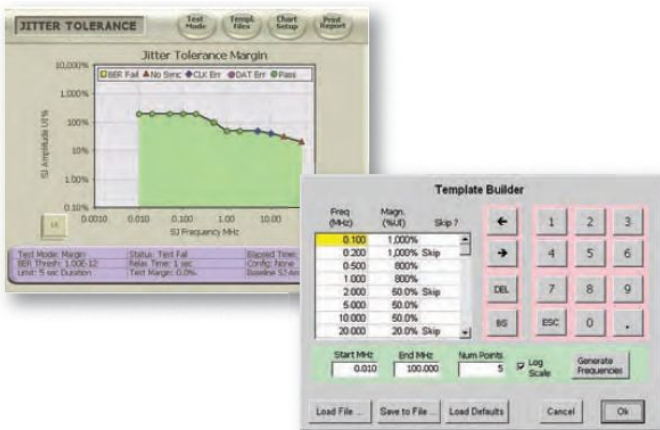 JITTER TOLERANCE
Test Mode
Templ. Files
Chart Setup
Print Report
Jitter Tolerance Margin
BER Fail No Sync CLK Err DAT Err Pass
SJ Amplitude UI%
10,000%
1,000%
100%
10%
1.00%
0.10%
0.0010 0.010 0.100 1.00 10.00
SJ Frequency MHz
Test Mode: Margin Status: Test Fail Elapsed Time:
BER Thresh: 1.00E-12 Relax Time: 1 sec Config: None
Limit: 5 sec Duration Test Margin: 0.0% Baseline SJ
Template Builder
Freq (MHz) Magn. (%UI) Skip ?
0.100 1,000%
0.200 1,000% Skip
0.500 800%
1.000 800%
2.000 50.0% Skip
5.000 50.0%
10.000 50.0%
20.000 20.0% Skip
1 2 3
4 5 6
DEL 7 8 9
BS ESC 0 .
Start MHz End MHz Num Points
0.010 100.000 5
Log Scale
Generate Frequencies
Load File ... Save to File ... Load Defaults Cancel Ok